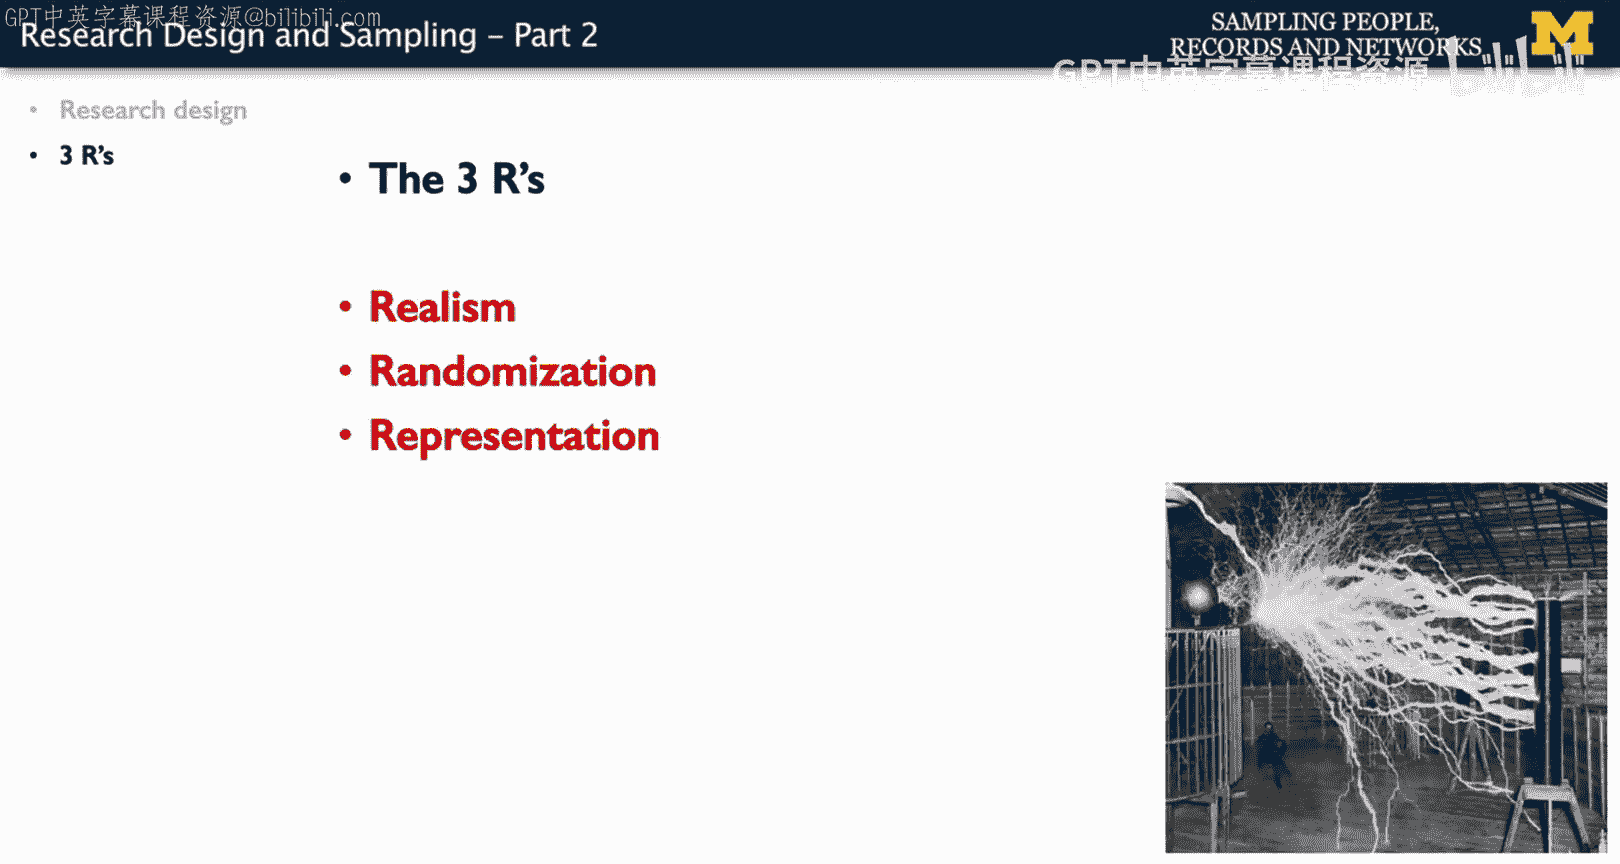 GPT中英字幕课程资源@bilibili.com
Research Design and Sampling – Part 2
SAMPLING PEOPLE,
RECORDS AND NETWORKS
M
GPT中英字幕课程资源 bilibili
• Research design
• 3 R's
• The 3 R's
• Realism
• Randomization
• Representation